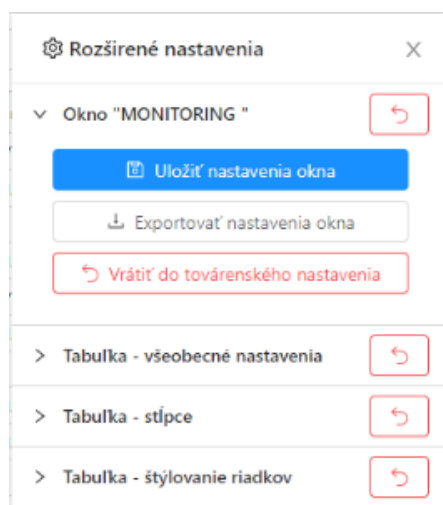 Rozširené nastavenia
Okno "MONITORING "
Uložiť nastavenia okna
Exportovať nastavenia okna
Vrátiť do továrenského nastavenia
Tabuľka - všeobecné nastavenia
Tabuľka - stĺpce
Tabuľka - štýlovanie riadkov